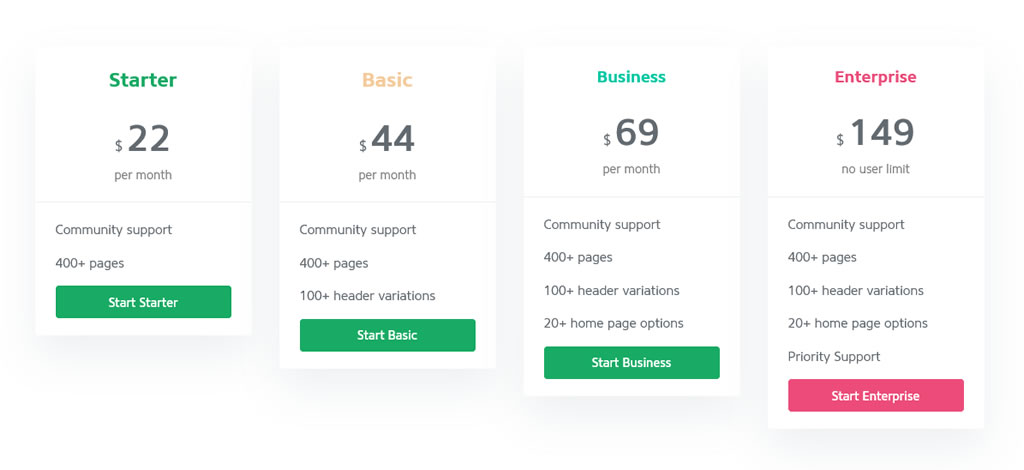 Starter
$ 22
per month
Community support
400+ pages
Start Starter
Basic
$ 44
per month
Community support
400+ pages
100+ header variations
Start Basic
Business
$ 69
per month
Community support
400+ pages
100+ header variations
20+ home page options
Start Business
Enterprise
$ 149
no user limit
Community support
400+ pages
100+ header variations
20+ home page options
Priority Support
Start Enterprise